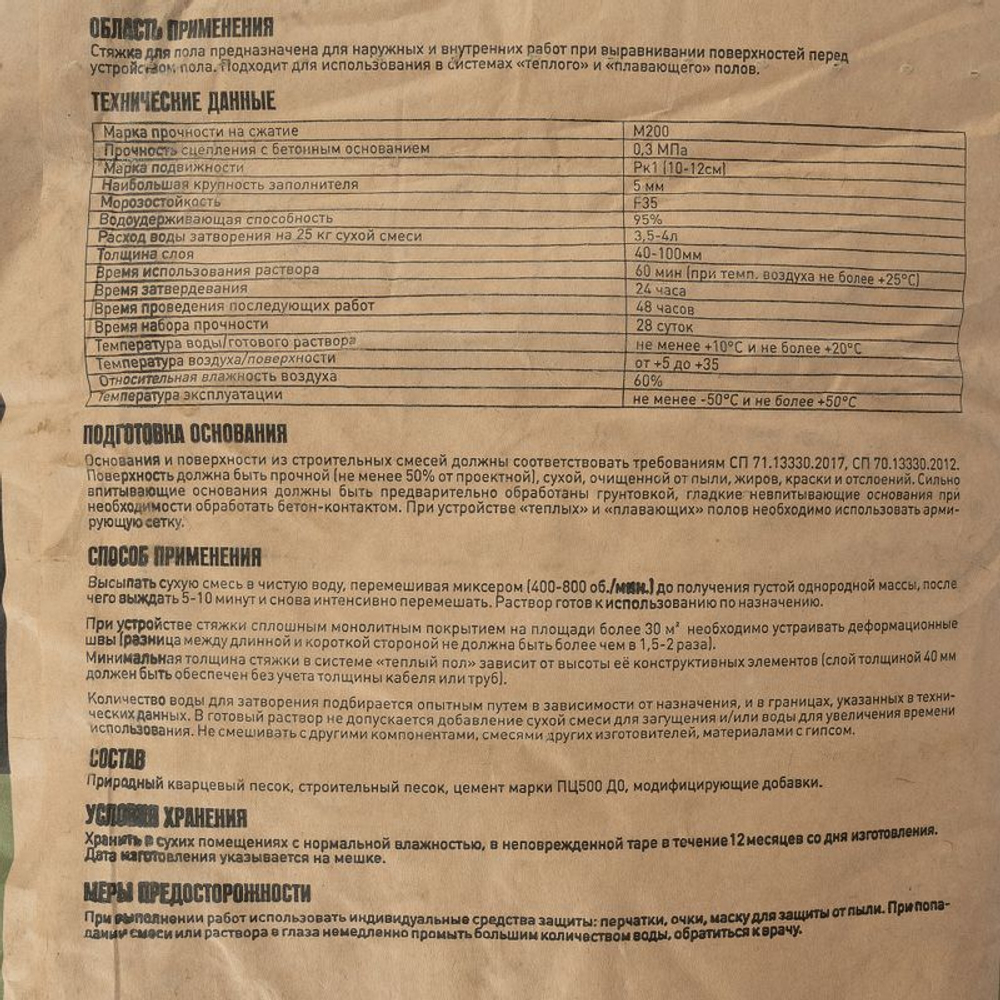 ОБЛАСТЬ ПРИМЕНЕНИЯ
Стяжка для пола предназначена для наружных и внутренних работ при выравнивании поверхностей перед
устройством пола. Подходит для использования в системах «теплого» и «плавающего» полов.
ТЕХНИЧЕСКИЕ ДАННЫЕ
Марка прочности на сжатие М200
Прочность сцепления с бетонным основанием 0,3 МПа
Марка подвижности Рк1 (10-12см)
Наибольшая крупность заполнителя 5 мм
Морозостойкость F35
Водоудерживающая способность 95%
Расход воды затворения на 25 кг сухой смеси 3,5-4л
Толщина слоя 40-100мм
Время использования раствора 60 мин (при темп. воздуха не более +25°С)
Время затвердевания 24 часа
Время проведения последующих работ 48 часов
Время набора прочности 28 суток
Температура воды/готового раствора не менее +10°С и не более +20°С
Температура воздуха/поверхности от +5 до +35
Относительная влажность воздуха 60%
Температура эксплуатации не менее -50°С и не более +50°С
ПОДГОТОВКА ОСНОВАНИЯ
Основания и поверхности из строительных смесей должны соответствовать требованиям СП 71.13330.2017, СП 70.13330.2012.
Поверхность должна быть прочной (не менее 50% от проектной), сухой, очищенной от пыли, жиров, краски и отслоений. Сильно
впитывающие основания должны быть предварительно обработаны грунтовкой, гладкие невпитывающие основания при
необходимости обработать бетон-контактом. При устройстве «теплых» и «плавающих» полов необходимо использовать арми-
рующую сетку.
СПОСОБ ПРИМЕНЕНИЯ
Высыпать сухую смесь в чистую воду, перемешивая миксером (400-800 об./мин.) до получения густой однородной массы, после
чего выждать 5-10 минут и снова интенсивно перемешать. Раствор готов к использованию по назначению.
При устройстве стяжки сплошным монолитным покрытием на площади более 30 м² необходимо устраивать деформационные
швы (разница между длинной и короткой стороной не должна быть более чем в 1,5-2 раза).
Минимальная толщина стяжки в системе «теплый пол» зависит от высоты её конструктивных элементов (слой толщиной 40 мм
должен быть обеспечен без учета толщины кабеля или труб).
Количество воды для затворения подбирается опытным путем в зависимости от назначения, и в границах, указанных в техни-
ческих данных. В готовый раствор не допускается добавление сухой смеси для загущения и/или воды для увеличения времени
использования. Не смешивать с другими компонентами, смесями других изготовителей, материалами с гипсом.
СОСТАВ
Природный кварцевый песок, строительный песок, цемент марки ПЦ500 Д0, модифицирующие добавки.
УСЛОВИЯ ХРАНЕНИЯ
Хранить в сухих помещениях с нормальной влажностью, в неповрежденной таре в течение 12 месяцев со дня изготовления.
Дата изготовления указывается на мешке.
МЕРЫ ПРЕДОСТОРОЖНОСТИ
При выполнении работ использовать индивидуальные средства защиты: перчатки, очки, маску для защиты от пыли. При попа-
дании смеси или раствора в глаза немедленно промыть большим количеством воды, обратиться к врачу.